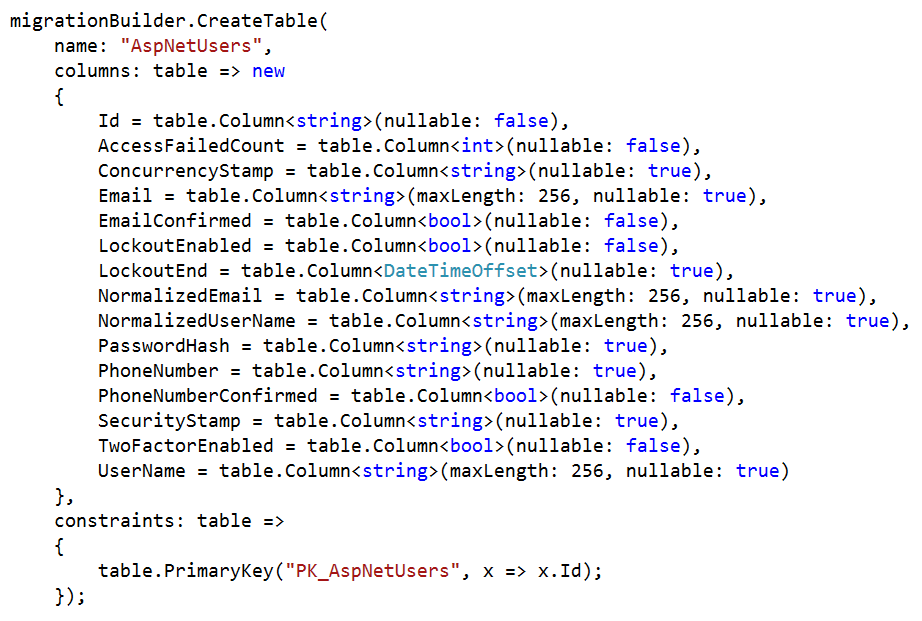 migrationBuilder.CreateTable(
    name: "AspNetUsers",
    columns: table => new
    {
        Id = table.Column<string>(nullable: false),
        AccessFailedCount = table.Column<int>(nullable: false),
        ConcurrencyStamp = table.Column<string>(nullable: true),
        Email = table.Column<string>(maxLength: 256, nullable: true),
        EmailConfirmed = table.Column<bool>(nullable: false),
        LockoutEnabled = table.Column<bool>(nullable: false),
        LockoutEnd = table.Column<DateTimeOffset>(nullable: true),
        NormalizedEmail = table.Column<string>(maxLength: 256, nullable: true),
        NormalizedUserName = table.Column<string>(maxLength: 256, nullable: true),
        PasswordHash = table.Column<string>(nullable: true),
        PhoneNumber = table.Column<string>(nullable: true),
        PhoneNumberConfirmed = table.Column<bool>(nullable: false),
        SecurityStamp = table.Column<string>(nullable: true),
        TwoFactorEnabled = table.Column<bool>(nullable: false),
        UserName = table.Column<string>(maxLength: 256, nullable: true)
    },
    constraints: table =>
    {
        table.PrimaryKey("PK_AspNetUsers", x => x.Id);
    });